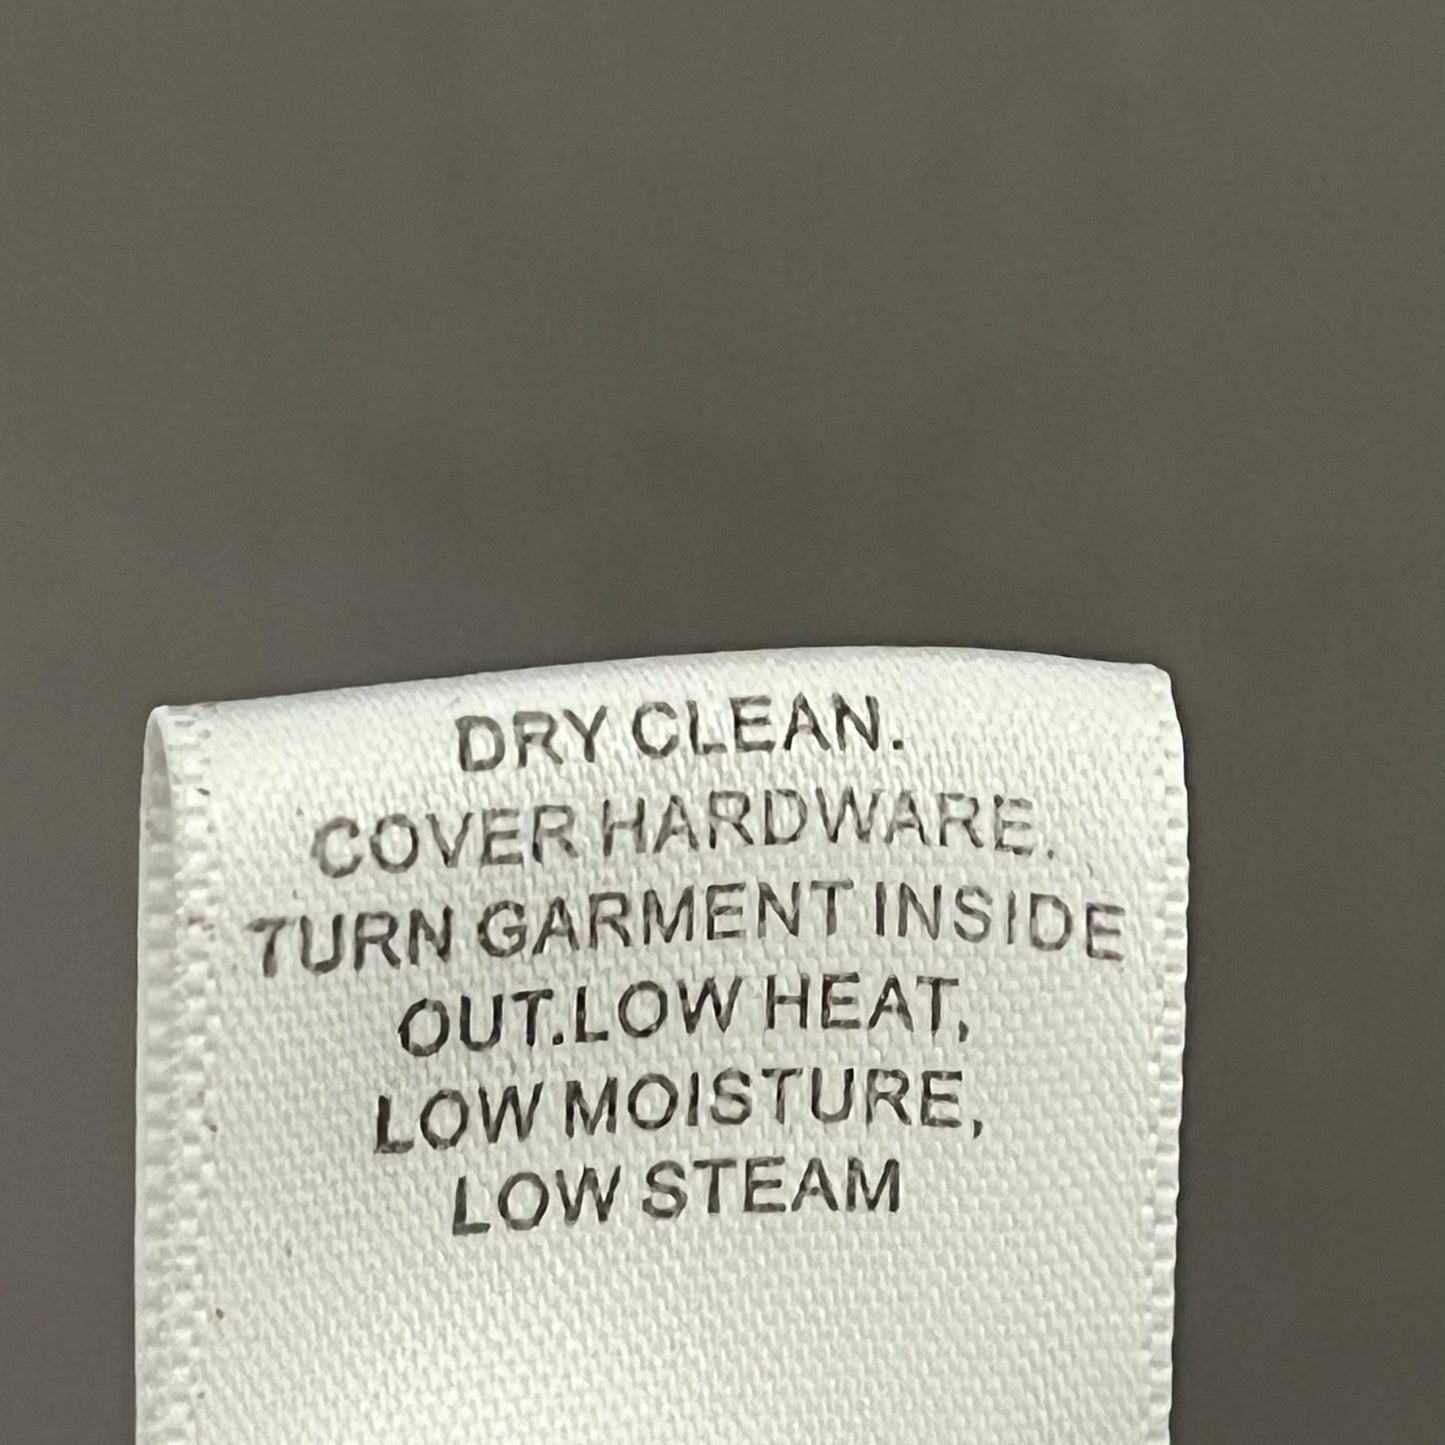 DRY CLEAN.
COVER HARDWARE.
TURN GARMENT INSIDE
OUT.LOW HEAT,
LOW MOISTURE,
LOW STEAM